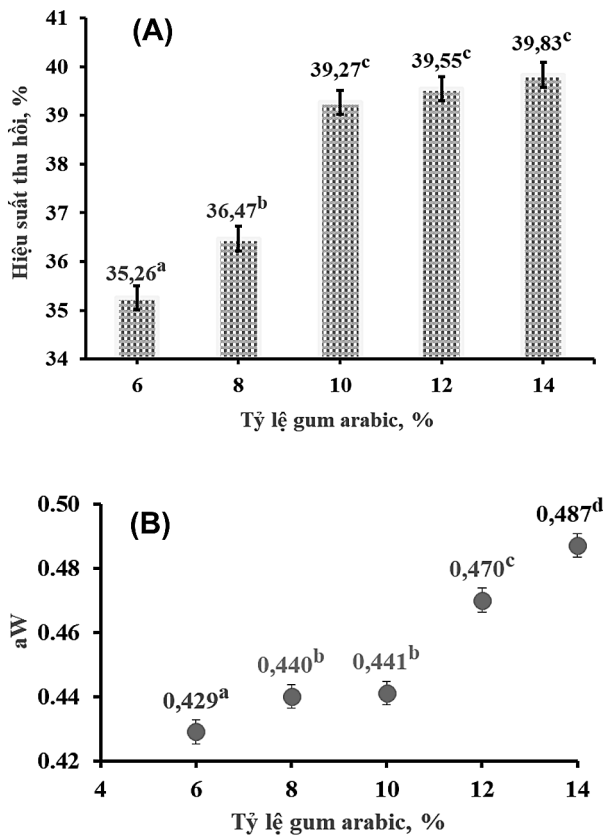 (A)
Hiệu suất thu hồi, %
41
40
39
38
37
36
35
34
35,26a
36,47b
39,27c
39,55c
39,83c
6 8 10 12 14
Tỷ lệ gum arabic, %
(B)
aW
0.50
0.48
0.46
0.44
0.42
0,429a
0,440b
0,441b
0,470c
0,487d
4 6 8 10 12 14
Tỷ lệ gum arabic, %